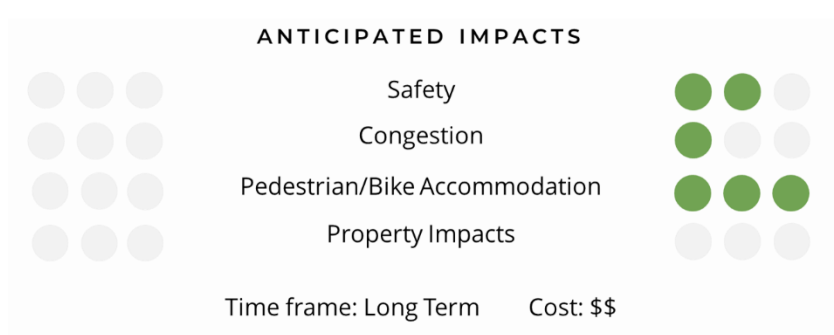 ANTICIPATED IMPACTS
Safety
Congestion
Pedestrian/Bike Accommodation
Property Impacts
Time frame: Long Term Cost: $$